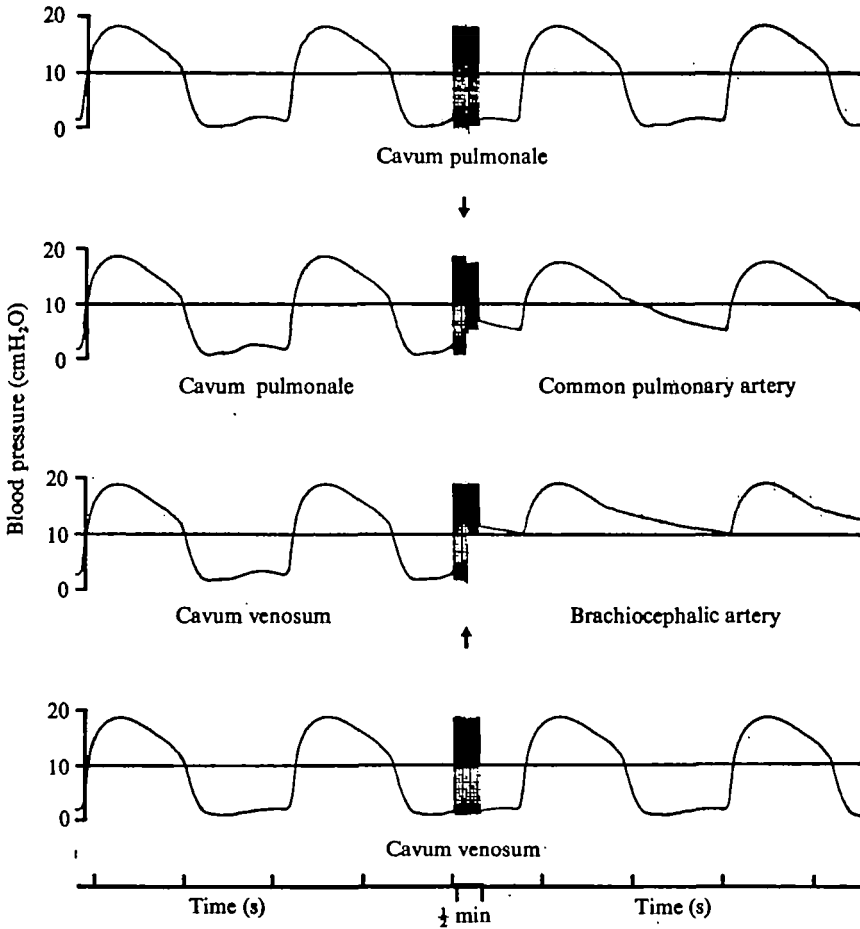 20
10
0
Cavum pulmonale
20
10
0
Cavum pulmonale
Common pulmonary artery
Blood pressure (cmH₂O)
20
10
0
Cavum venosum
Brachiocephalic artery
20
10
0
Cavum venosum
Time (s)
½ min
Time (s)